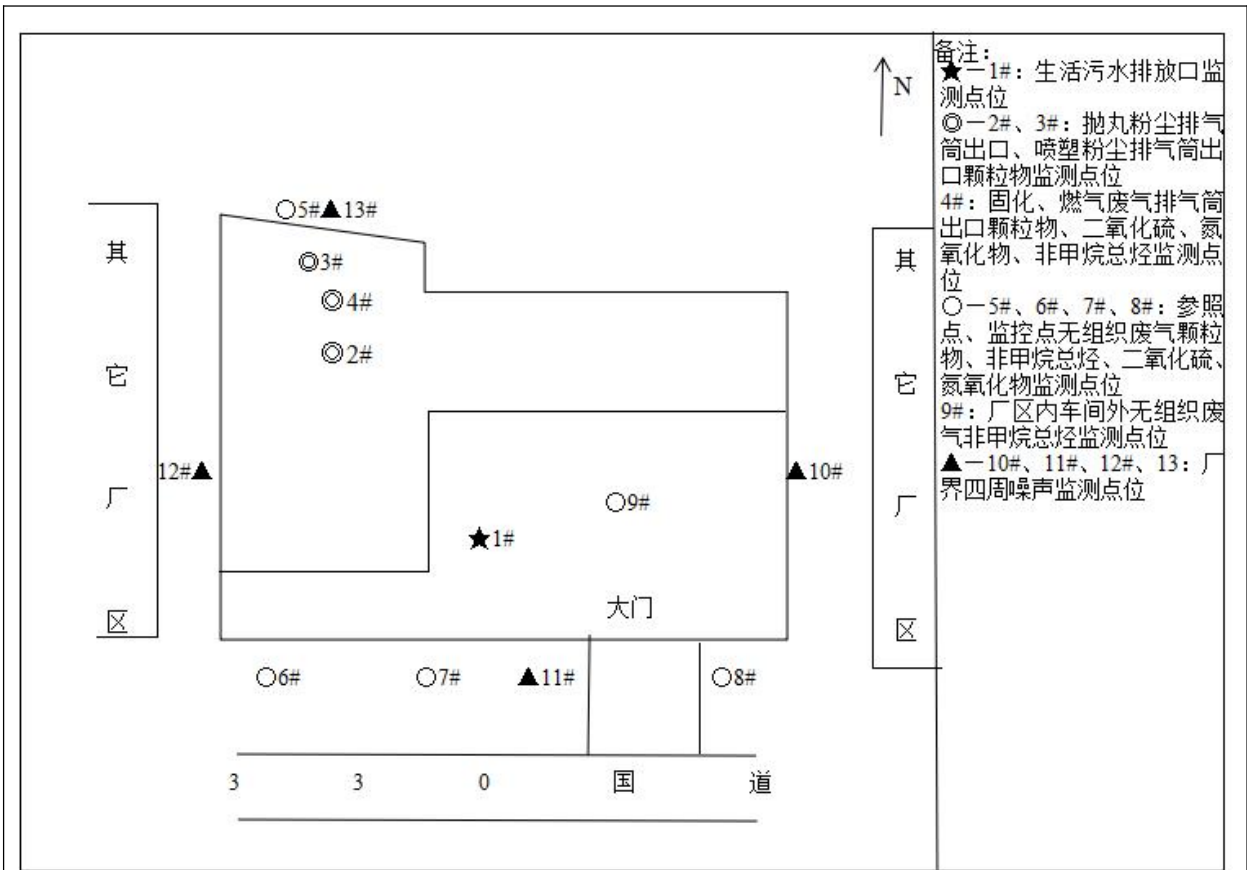 ○5#▲13#
◎3#
◎4#
◎2#
12#▲
▲10#
○9#
★1#
大门
○6#
○7#
▲11#
○8#
3 3 0 国 道
其
它
厂
区
其
它
厂
区
N
备注：
★－1#：生活污水排放口监
测点位
◎－2#、3#：抛丸粉尘排气
筒出口、喷塑粉尘排气筒出
口颗粒物监测点位
4#：固化、燃气废气排气筒
出口颗粒物、二氧化硫、氮
氧化物、非甲烷总烃监测点
位
○－5#、6#、7#、8#：参照
点、监控点无组织废气颗粒
物、非甲烷总烃、二氧化硫、
氮氧化物监测点位
9#：厂区内车间外无组织废
气非甲烷总烃监测点位
▲－10#、11#、12#、13：厂
界四周噪声监测点位